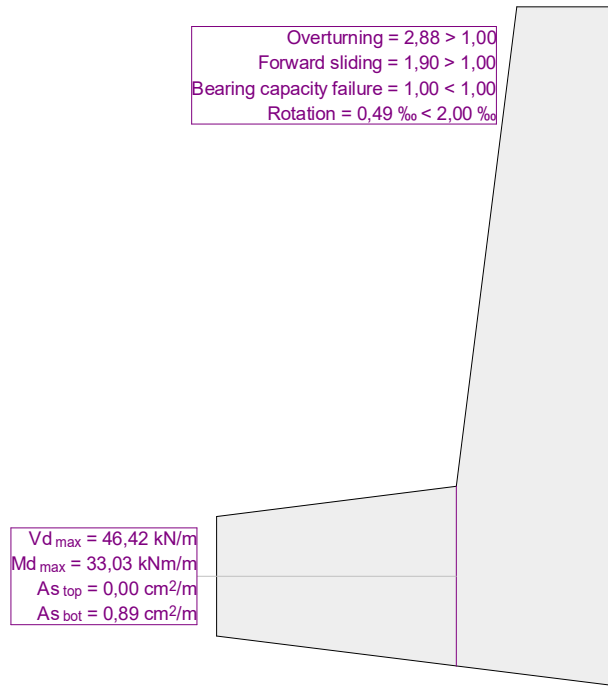 Overturning = 2,88 > 1,00
Forward sliding = 1,90 > 1,00
Bearing capacity failure = 1,00 < 1,00
Rotation = 0,49 ‰ < 2,00 ‰
Vd max = 46,42 kN/m
Md max = 33,03 kNm/m
As top = 0,00 cm²/m
As bot = 0,89 cm²/m